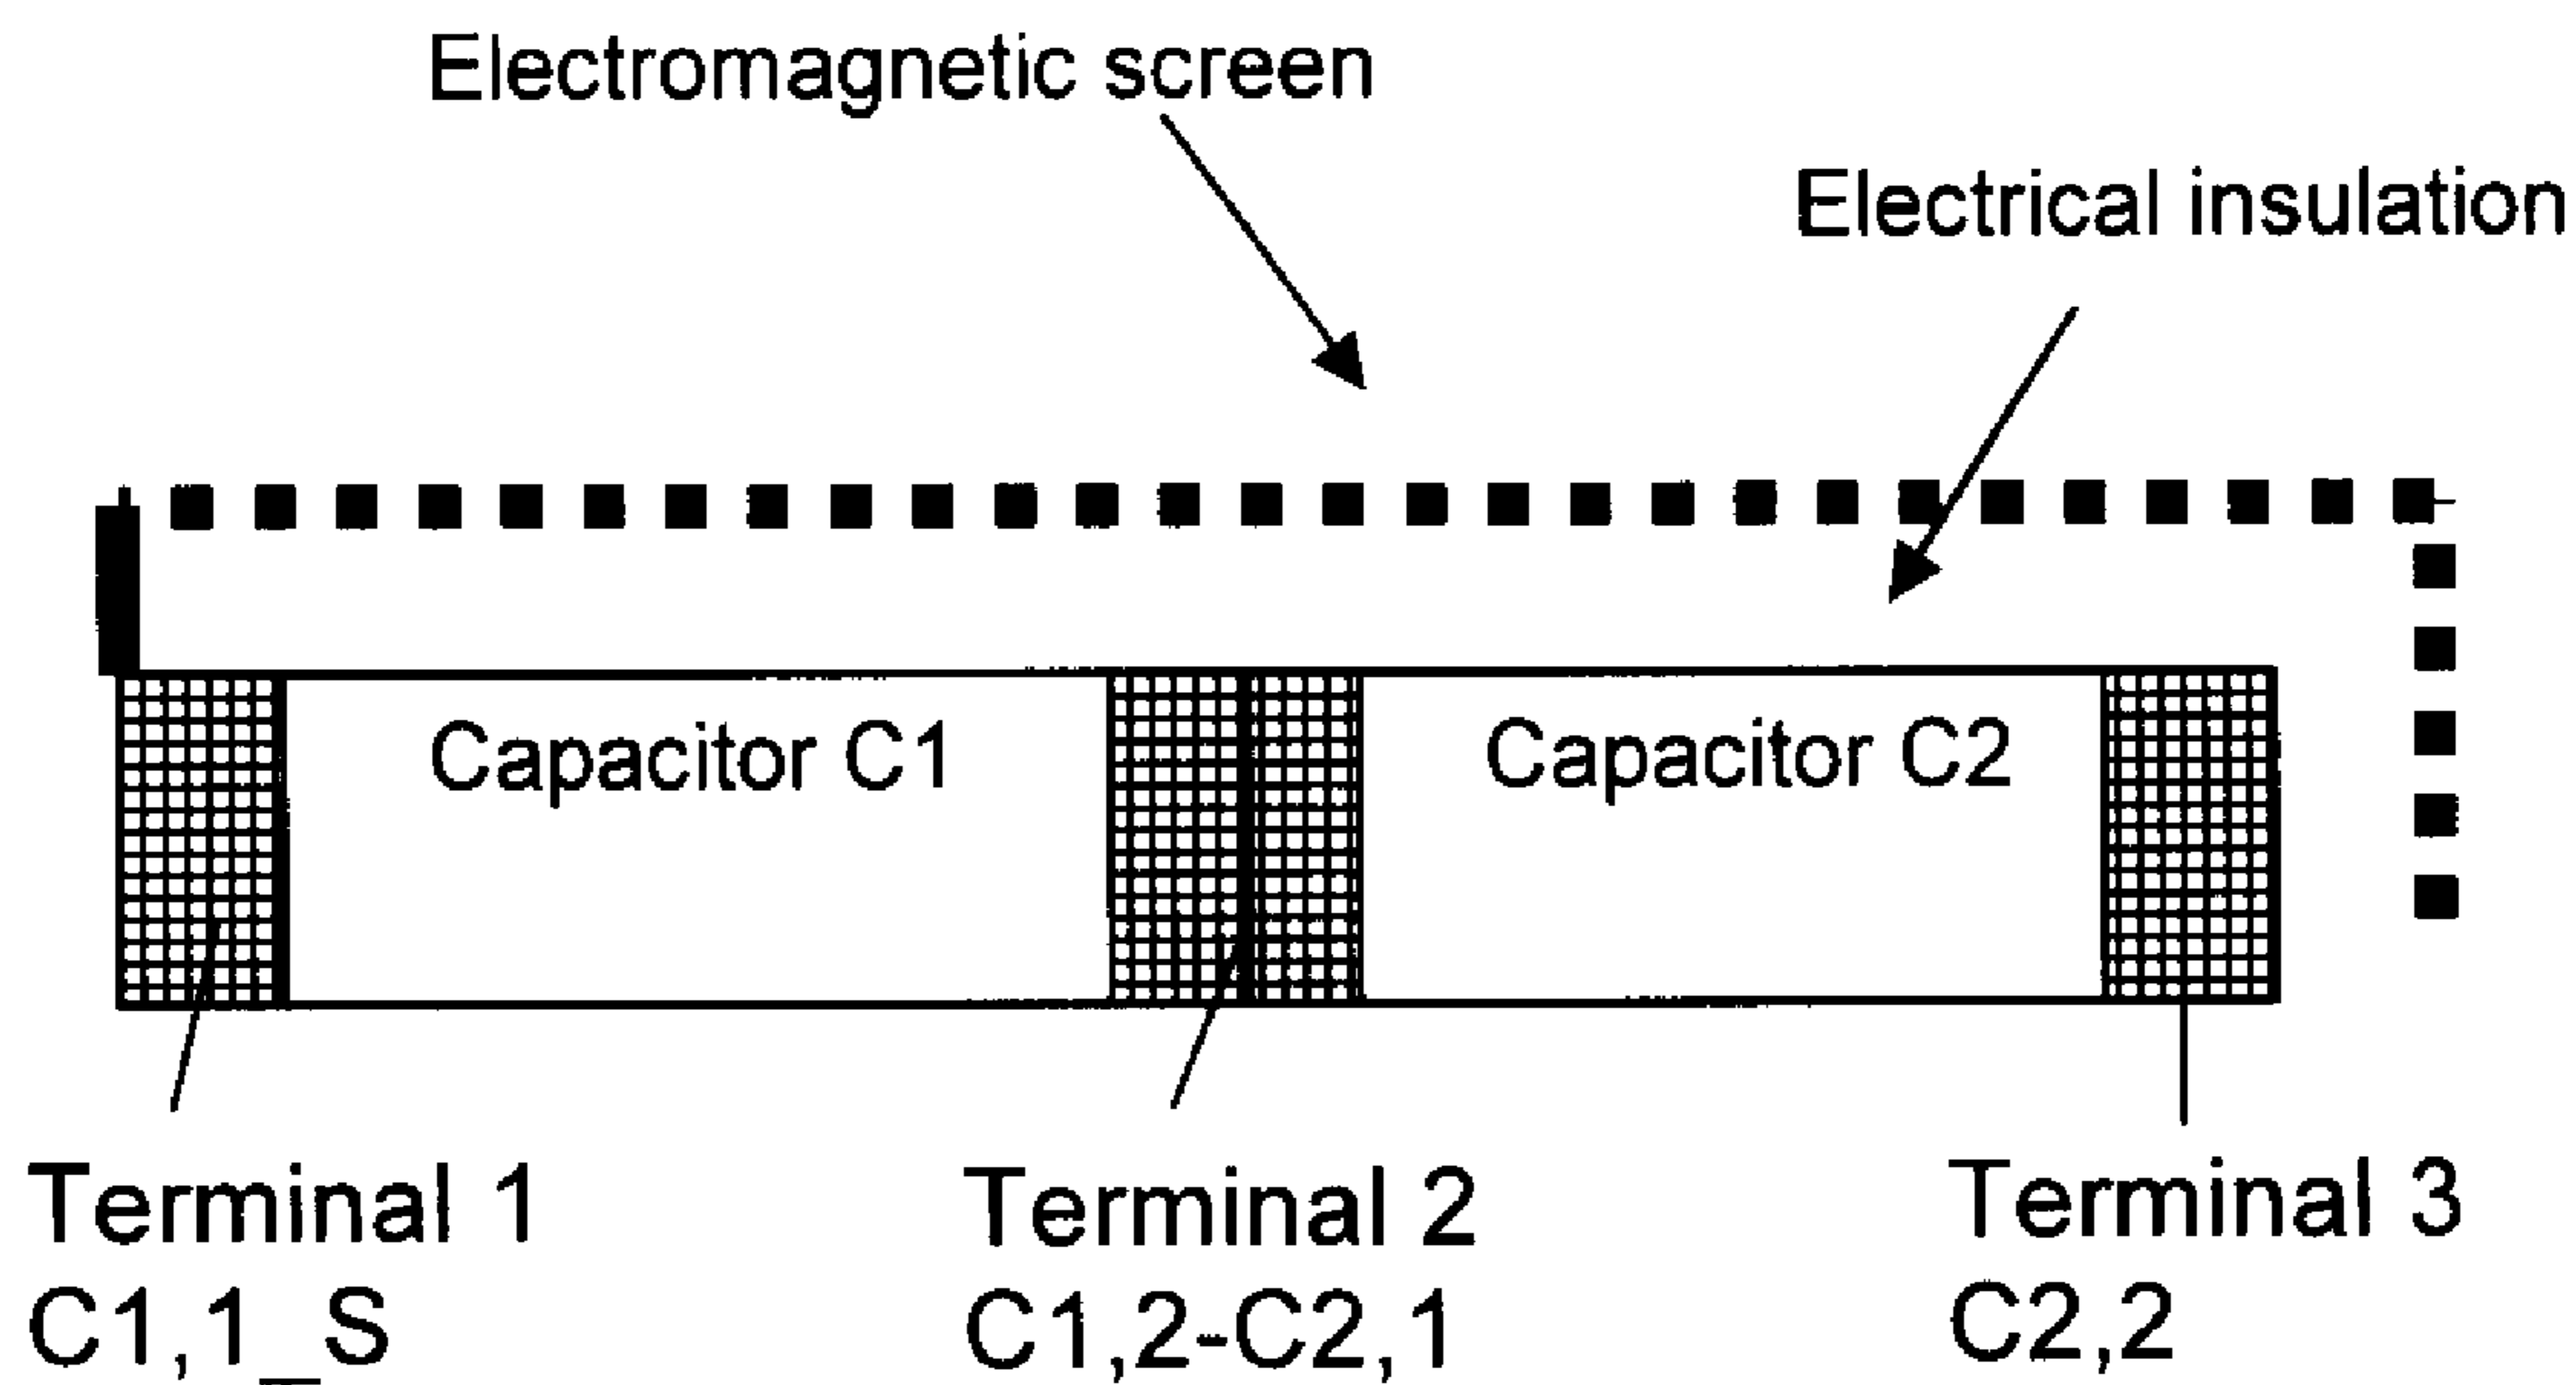 Electromagnetic screen
Electrical insulation
Capacitor C1
Capacitor C2
Terminal 1
C1,1_S
Terminal 2
C1,2-C2,1
Terminal 3
C2,2